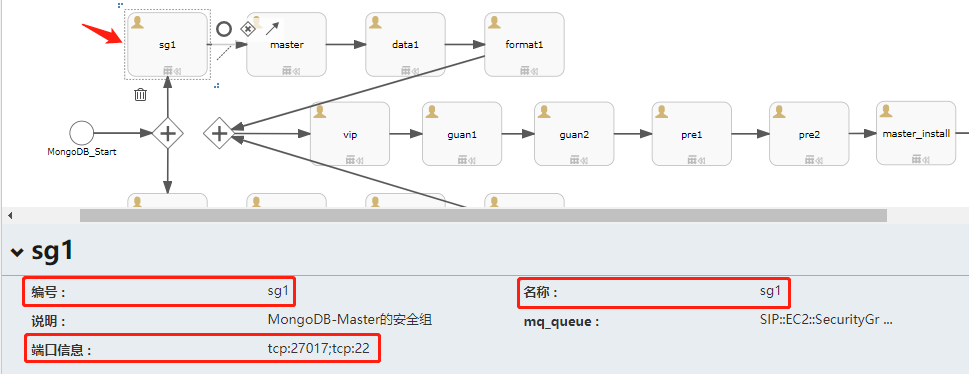 sg1
master
data1
format1
MongoDB_Start
vip
guan1
guan2
pre1
pre2
master_install
sg1
编号： sg1
名称： sg1
说明： MongoDB-Master的安全组
mq_queue： SIP::EC2::SecurityGr ...
端口信息： tcp:27017;tcp:22